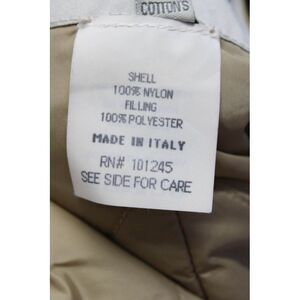 COTTONS
SHELL
100% NYLON
FILLING
100% POLYESTER
MADE IN ITALY
RN# 101245
SEE SIDE FOR CARE